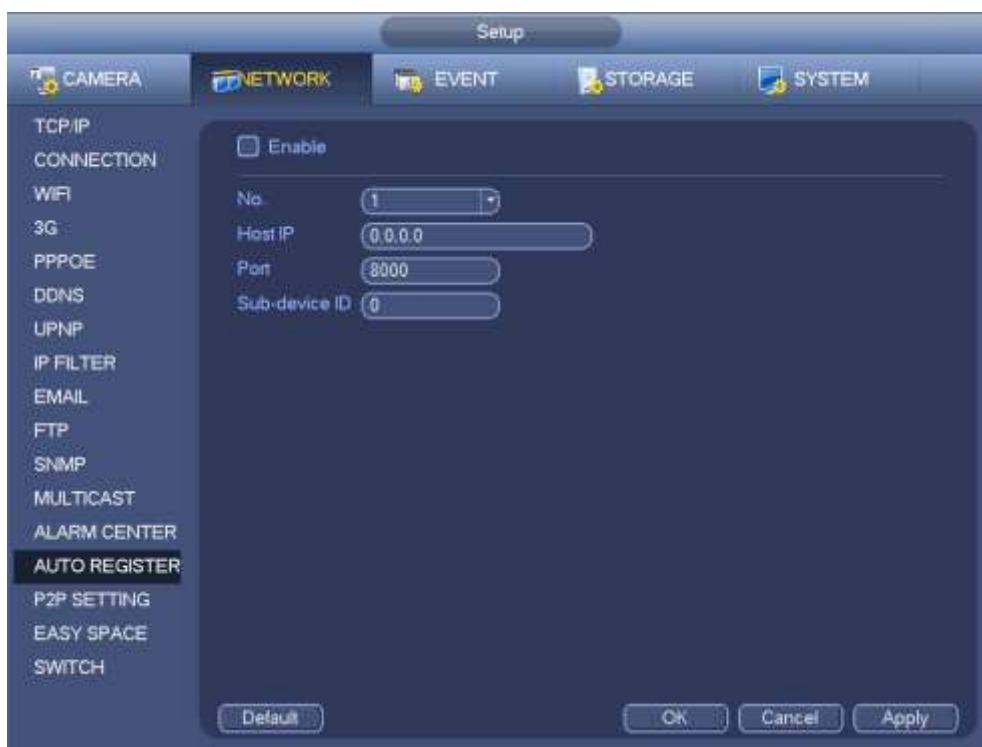 Setup
CAMERA NETWORK EVENT STORAGE SYSTEM
TCP/IP
CONNECTION
WIFI
3G
PPPOE
DDNS
UPNP
IP FILTER
EMAIL
FTP
SNMP
MULTICAST
ALARM CENTER
AUTO REGISTER
P2P SETTING
EASY SPACE
SWITCH
Enable
No. 1
Host IP 0.0.0.0
Port 8000
Sub-device ID 0
Default OK Cancel Apply